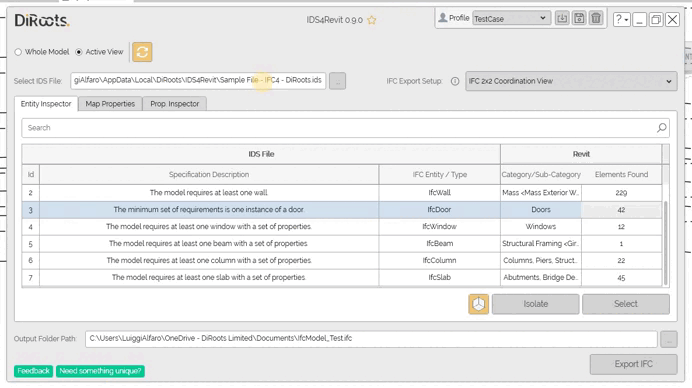 DiRoots.
IDS4Revit 0.9.0
Profile TestCase
Whole Model Active View
Select IDS File: giAlfaro\AppData\Local\DiRoots\IDS4Revit\Sample File - IFC4 - DiRoots.ids ... IFC Export Setup: IFC 2x2 Coordination View
Entity Inspector Map Properties Prop. Inspector
Search
IDS File Revit
Id Specification Description IFC Entity / Type Category/Sub-Category Elements Found
2 The model requires at least one wall. IfcWall Mass <Mass Exterior W... 229
3 The minimum set of requirements is one instance of a door. IfcDoor Doors 42
4 The model requires at least one window with a set of properties. IfcWindow Windows 12
5 The model requires at least one beam with a set of properties. IfcBeam Structural Framing <Gir... 1
6 The model requires at least one column with a set of properties. IfcColumn Columns, Piers, Struct... 22
7 The model requires at least one slab with a set of properties. IfcSlab Abutments, Bridge De... 45
Isolate Select
Output Folder Path: C:\Users\LuiggiAlfaro\OneDrive - DiRoots Limited\Documents\IfcModel_Test.ifc ...
Export IFC
Feedback Need something unique?